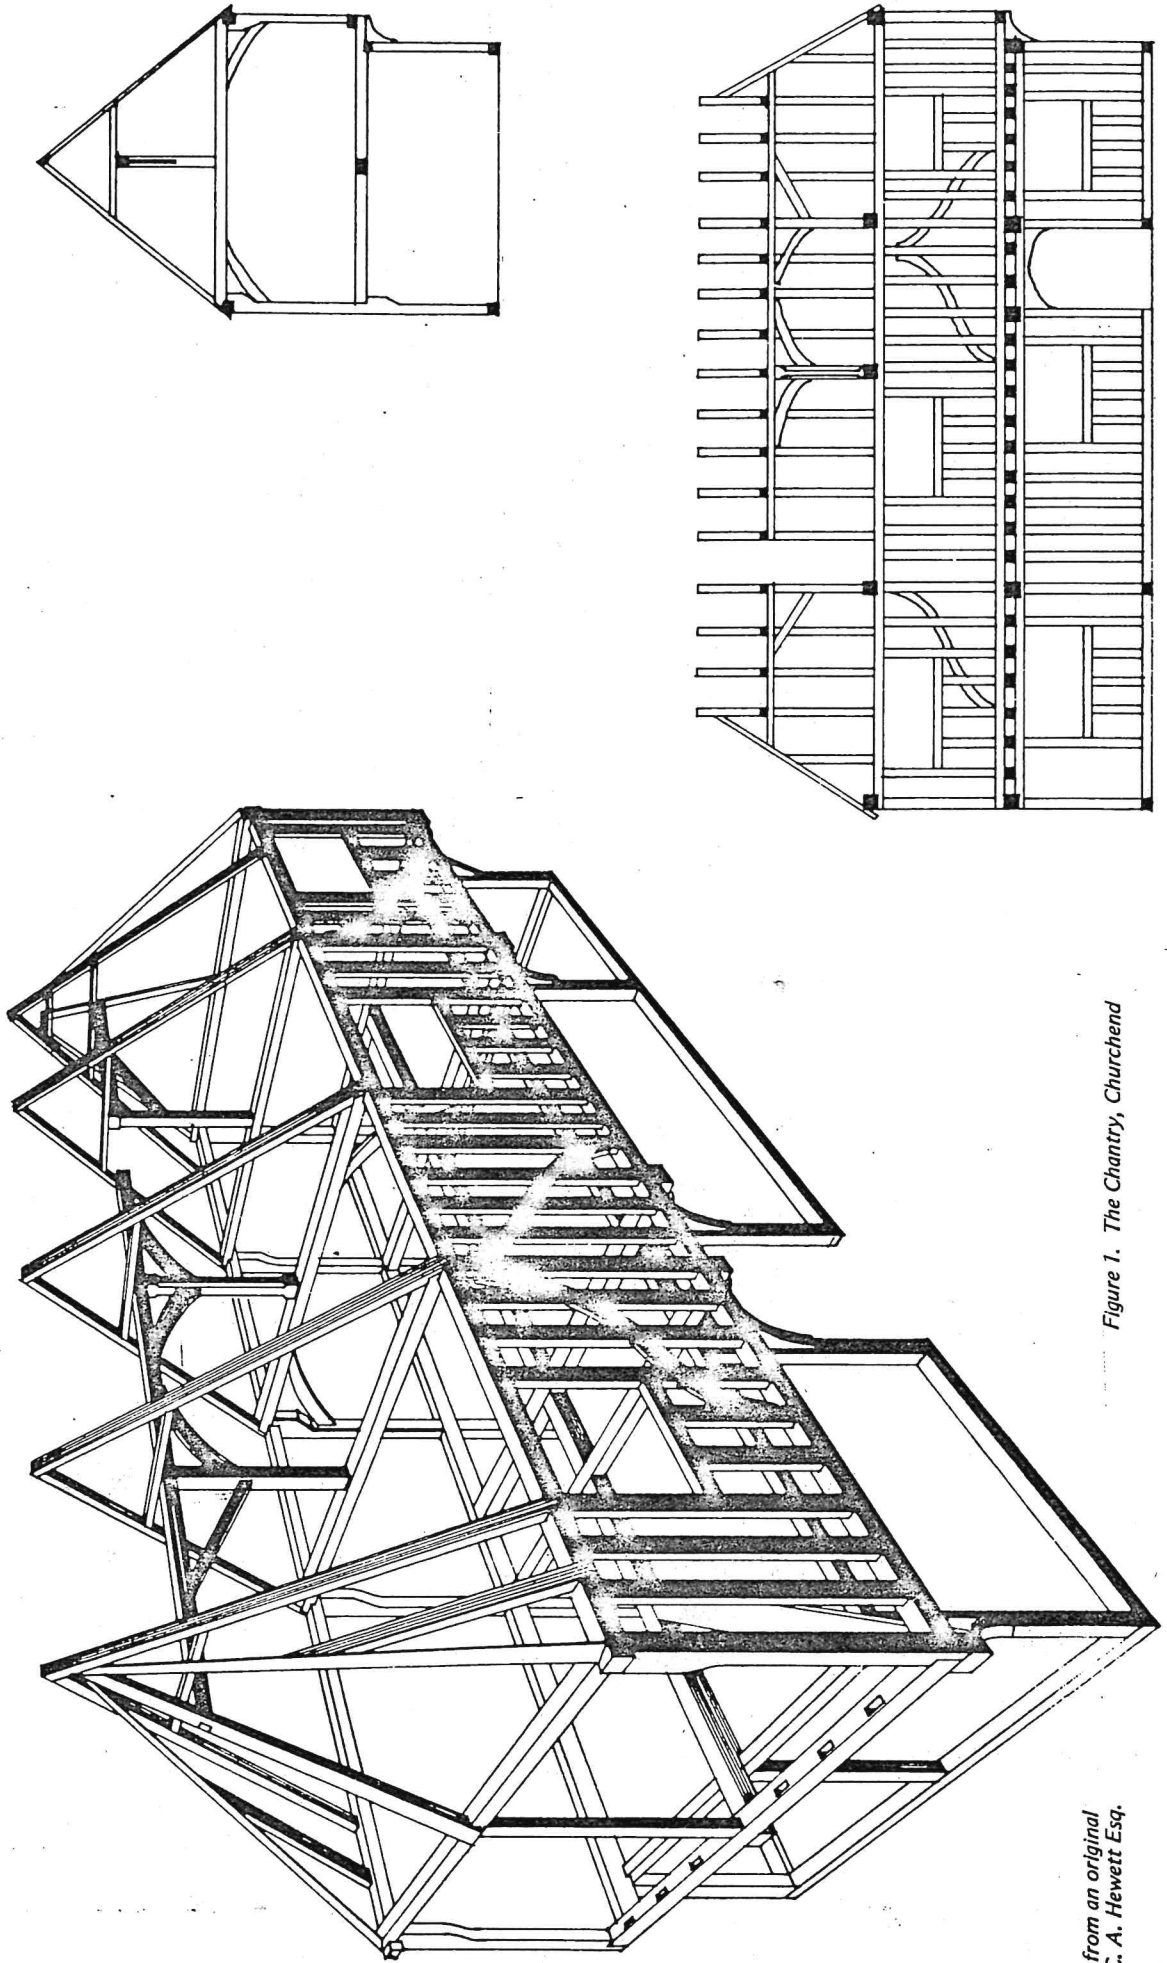 Figure 1. The Chantry, Churchend
from an original
A. Hewett Esq.